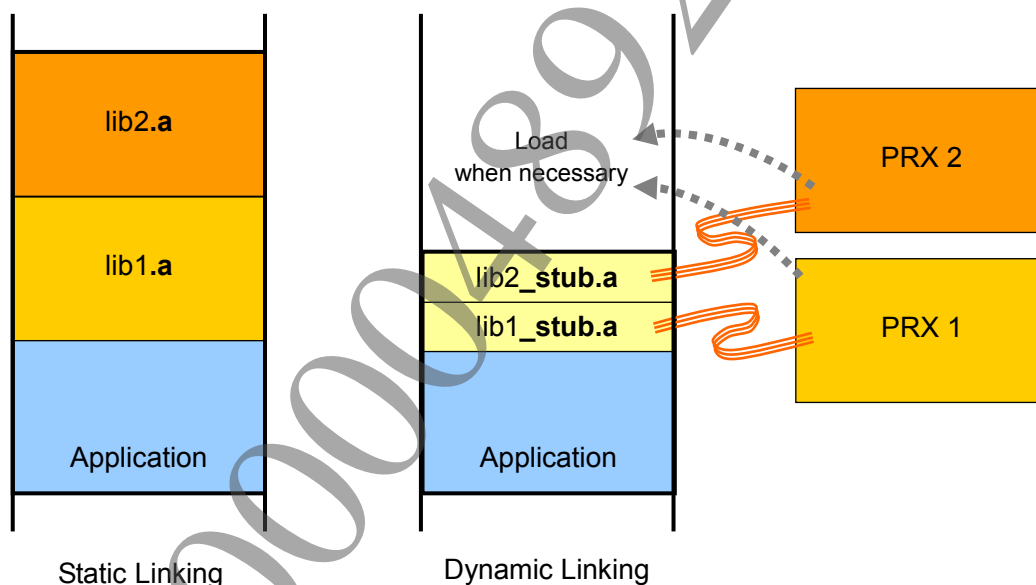 lib2.a
lib1.a
Application
Static Linking
Load
when necessary
lib2_stub.a
lib1_stub.a
Application
Dynamic Linking
PRX 2
PRX 1